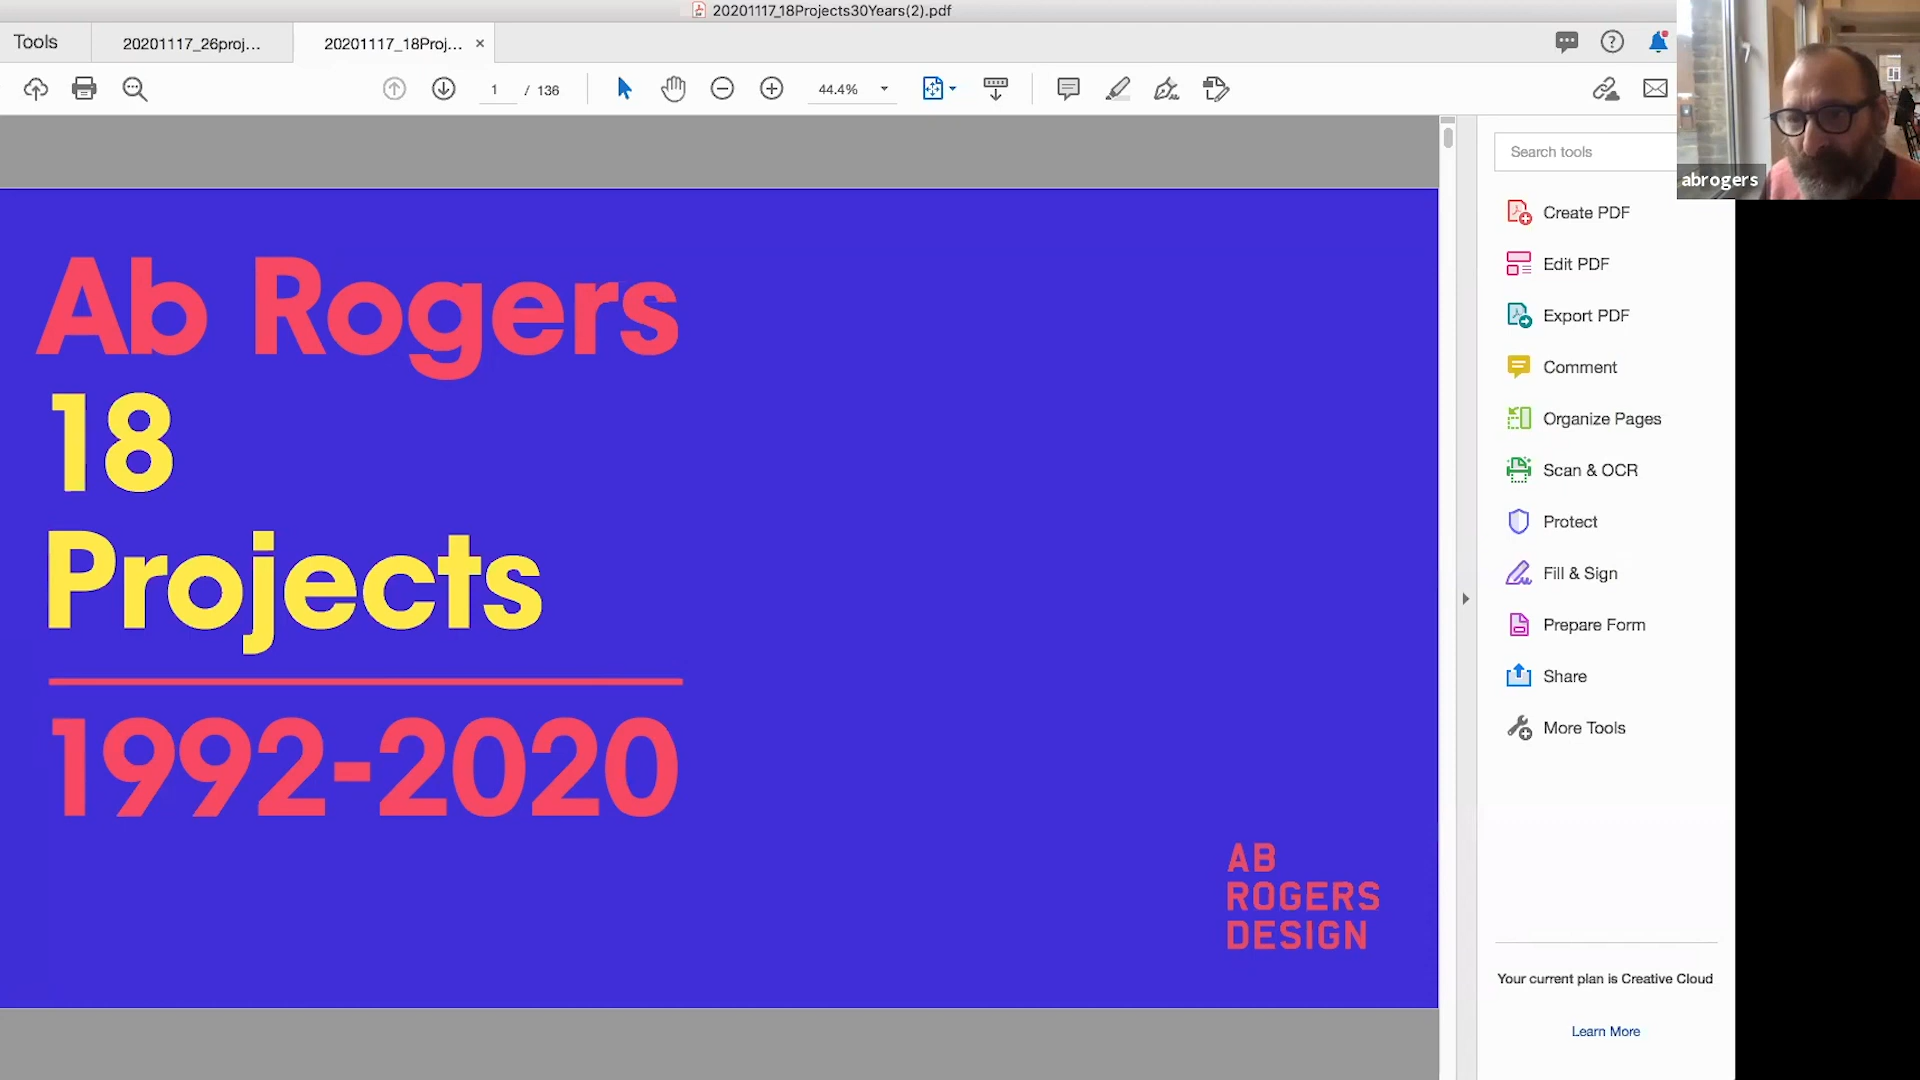 20201117_18Projects30Years(2).pdf
Tools
20201117_26proj...
20201117_18Proj...
1 / 136
44.4%
abrogers
Search tools
Create PDF
Edit PDF
Export PDF
Comment
Organize Pages
Scan & OCR
Protect
Fill & Sign
Prepare Form
Share
More Tools
Ab Rogers
18
Projects
1992-2020
AB
ROGERS
DESIGN
Your current plan is Creative Cloud
Learn More